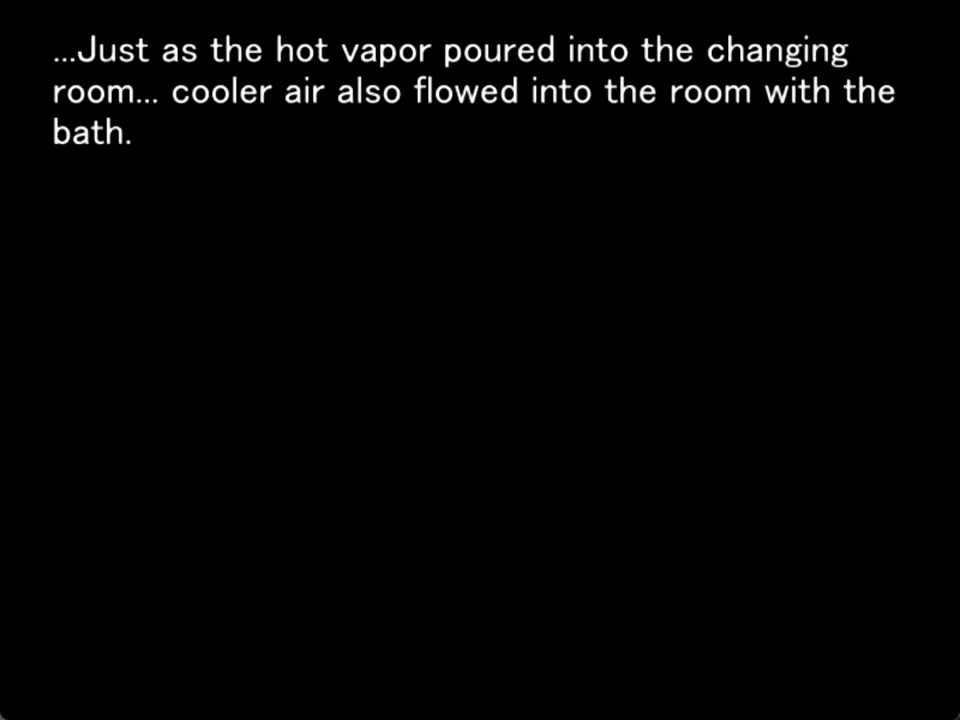 ...Just as the hot vapor poured into the changing
room... cooler air also flowed into the room with the
bath.